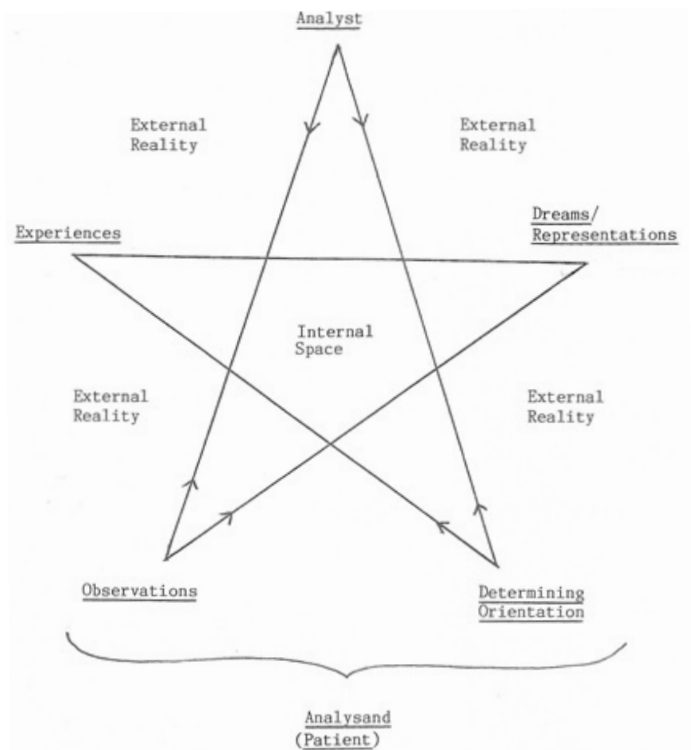 Analyst
External
Reality
External
Reality
Experiences
Dreams/
Representations
Internal
Space
External
Reality
External
Reality
Observations
Determining
Orientation
Analysand
(Patient)